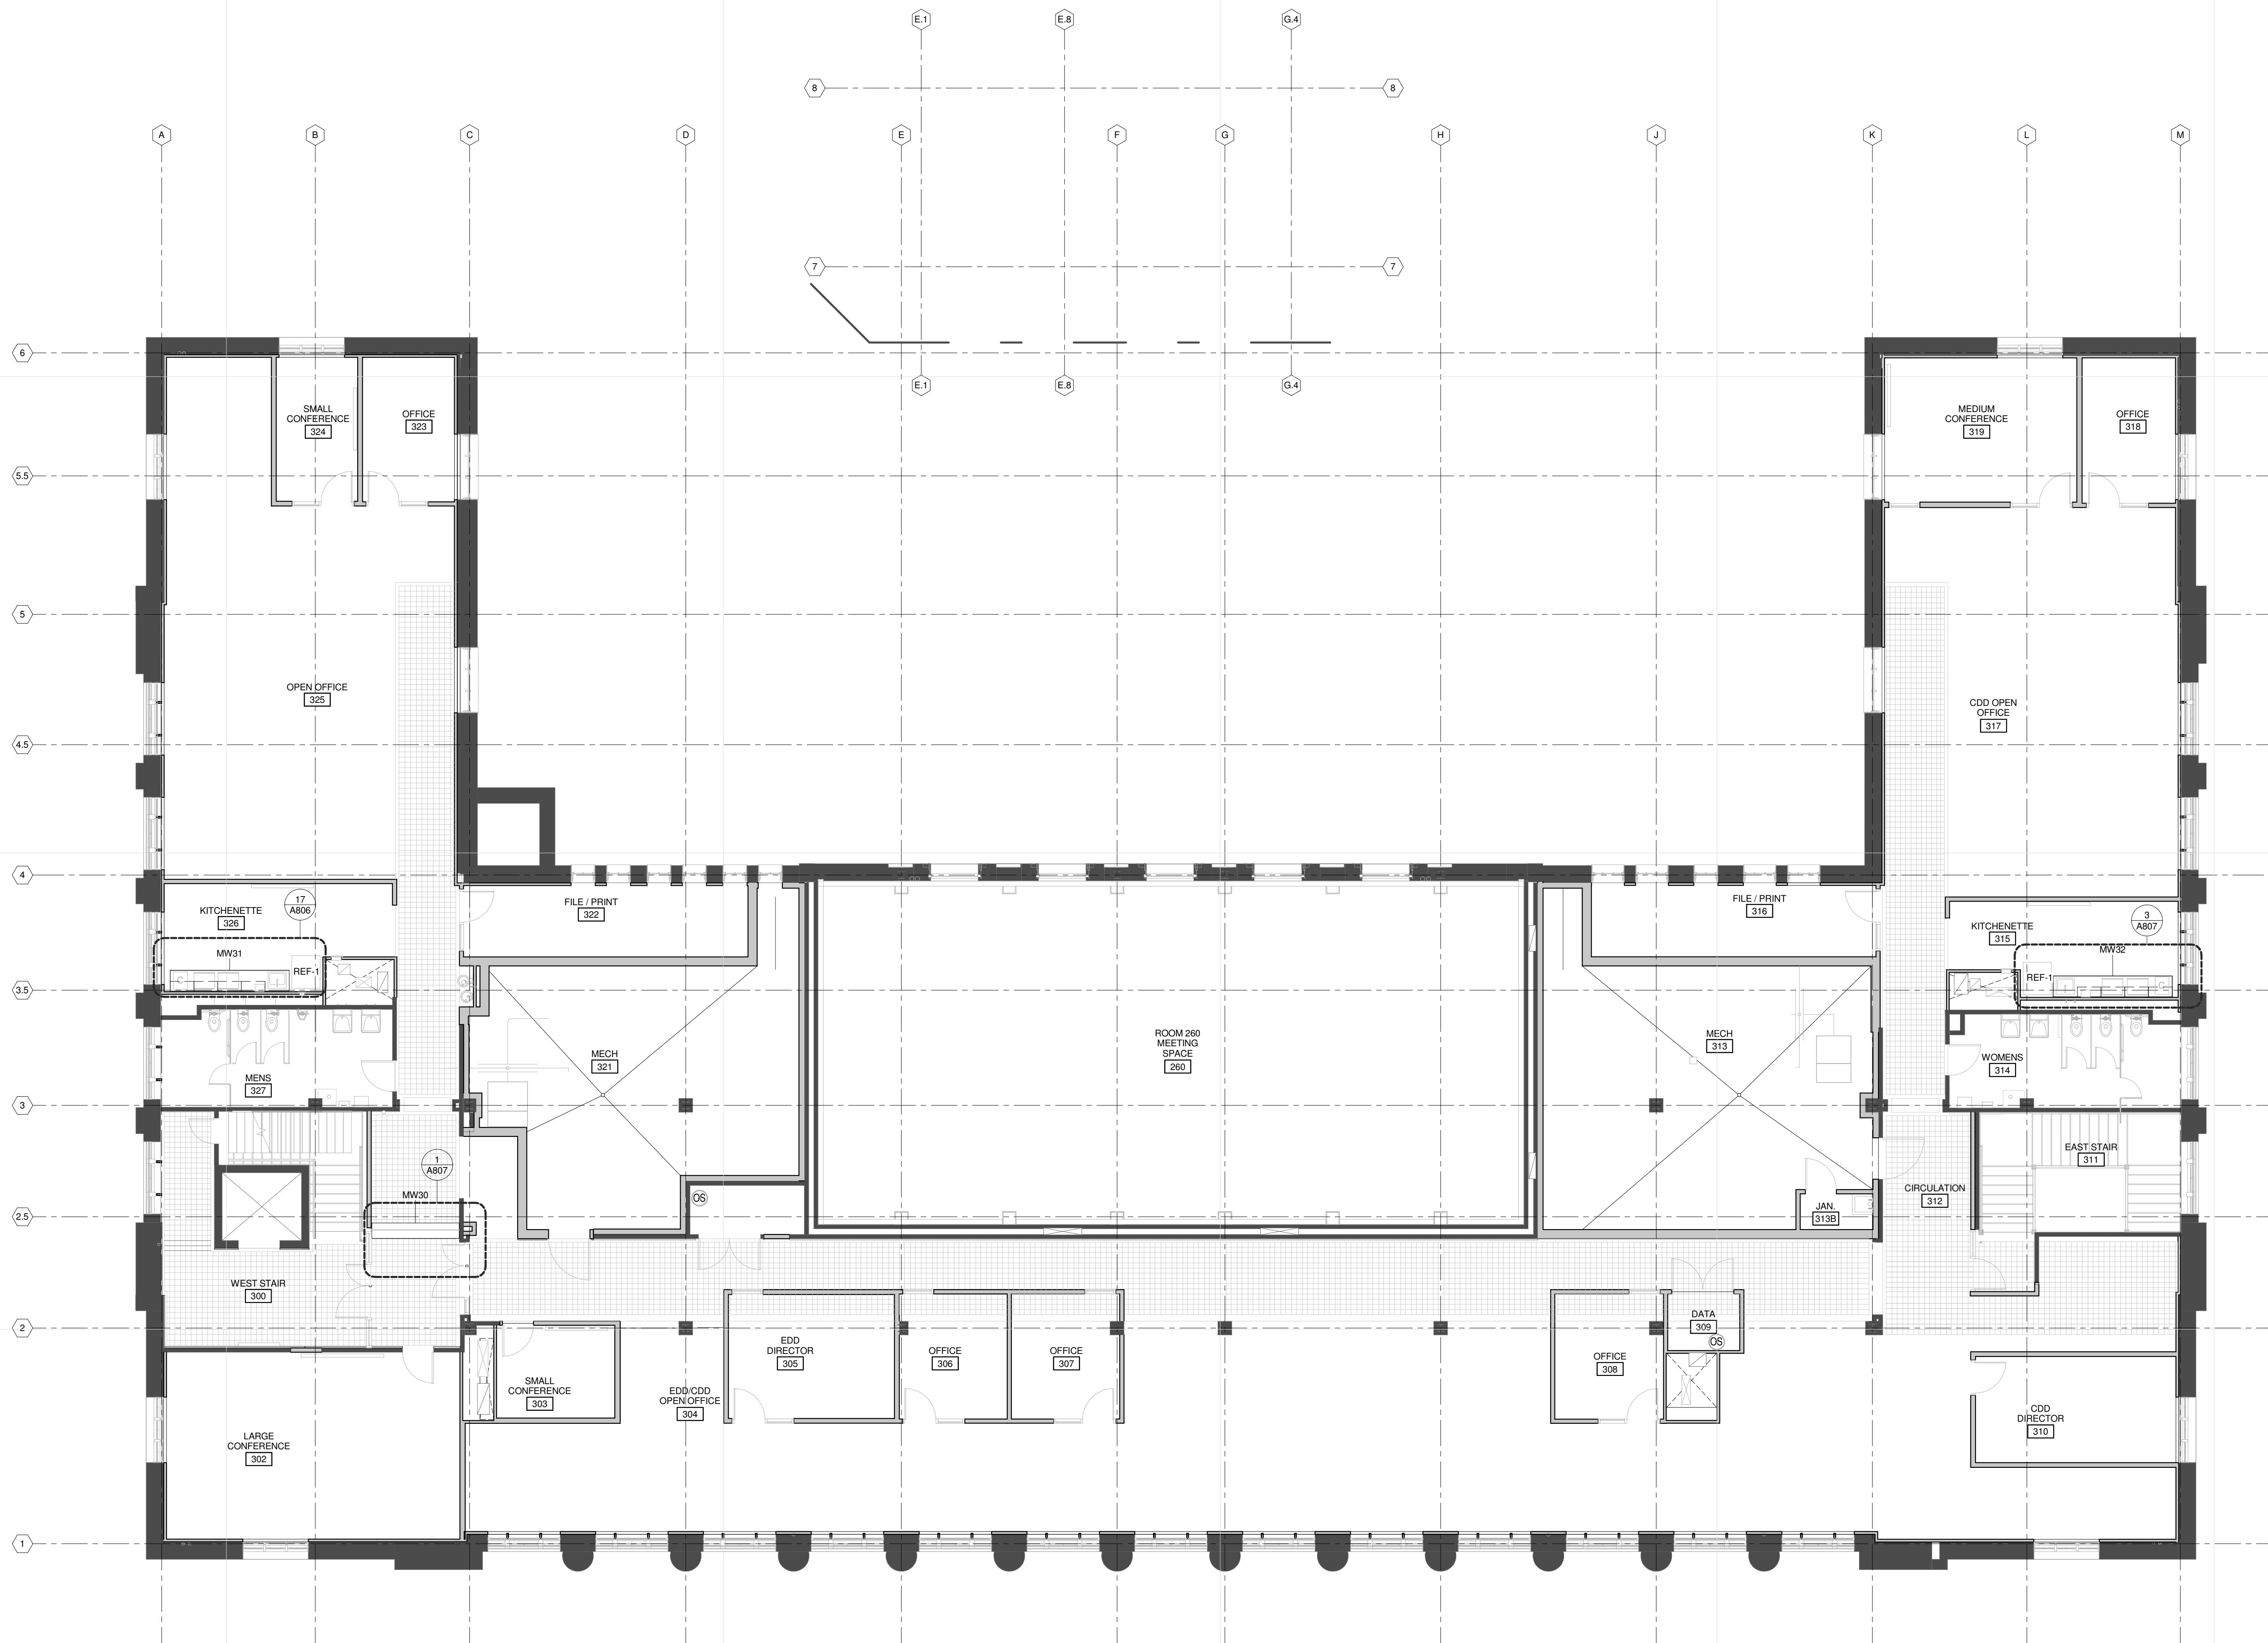 E.1
E.8
G.4
8
8
A
B
C
D
E
F
G
H
J
K
L
M
7
7
6
E.1
E.8
G.4
SMALL
CONFERENCE
324
OFFICE
323
MEDIUM
CONFERENCE
319
OFFICE
318
5.5
5
OPEN OFFICE
325
CDD OPEN
OFFICE
317
4.5
4
KITCHENETTE
326
17
A806
FILE / PRINT
322
FILE / PRINT
316
KITCHENETTE
315
3
A807
MW31
REF-1
MW32
REF-1
3.5
MENS
327
MECH
321
ROOM 260
MEETING
SPACE
260
MECH
313
WOMENS
314
3
1
A807
MW30
OS
EAST STAIR
311
CIRCULATION
312
JAN.
313B
2.5
WEST STAIR
300
2
DATA
309
OS
EDD
DIRECTOR
305
OFFICE
306
OFFICE
307
OFFICE
308
SMALL
CONFERENCE
303
EDD/CDD
OPEN OFFICE
304
CDD
DIRECTOR
310
LARGE
CONFERENCE
302
1